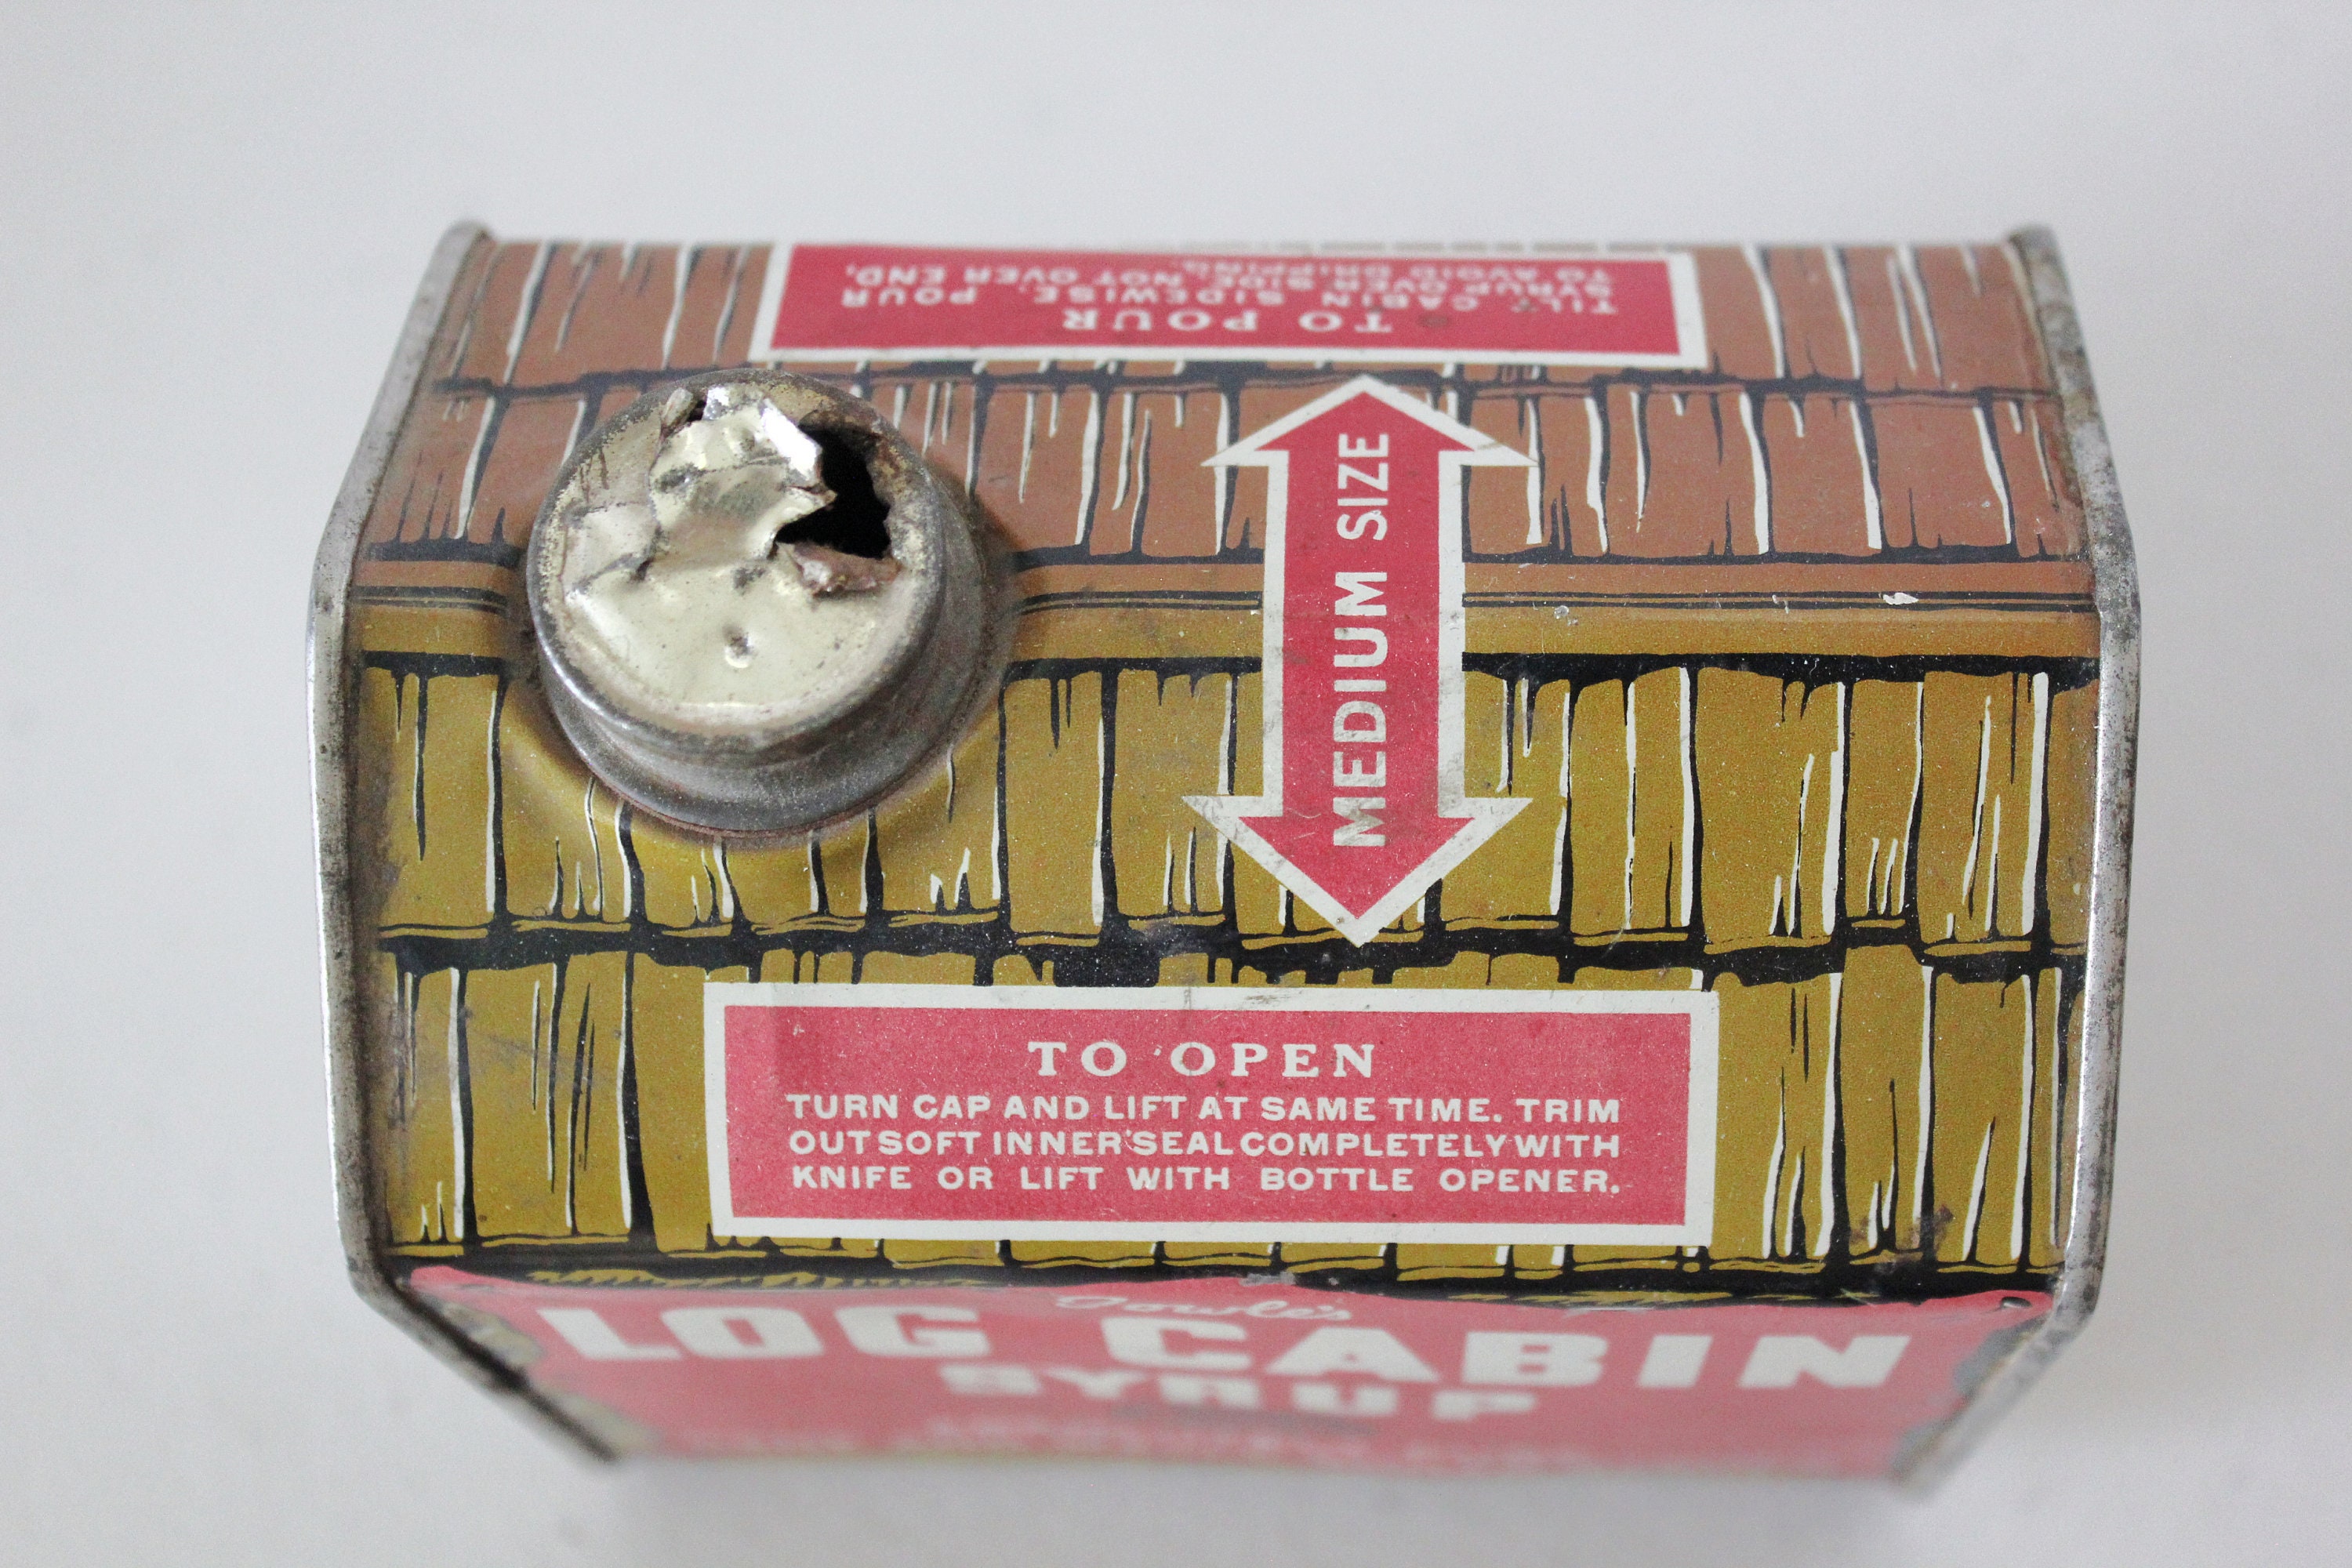 TO POUR
TILT CABIN SIDEWISE. POUR
SYRUP OVER SIDE, NOT OVER END,
TO AVOID DRIPPING.
MEDIUM SIZE
TO OPEN
TURN CAP AND LIFT AT SAME TIME. TRIM
OUT SOFT INNER SEAL COMPLETELY WITH
KNIFE OR LIFT WITH BOTTLE OPENER.
Towle's
LOG CABIN
SYRUP